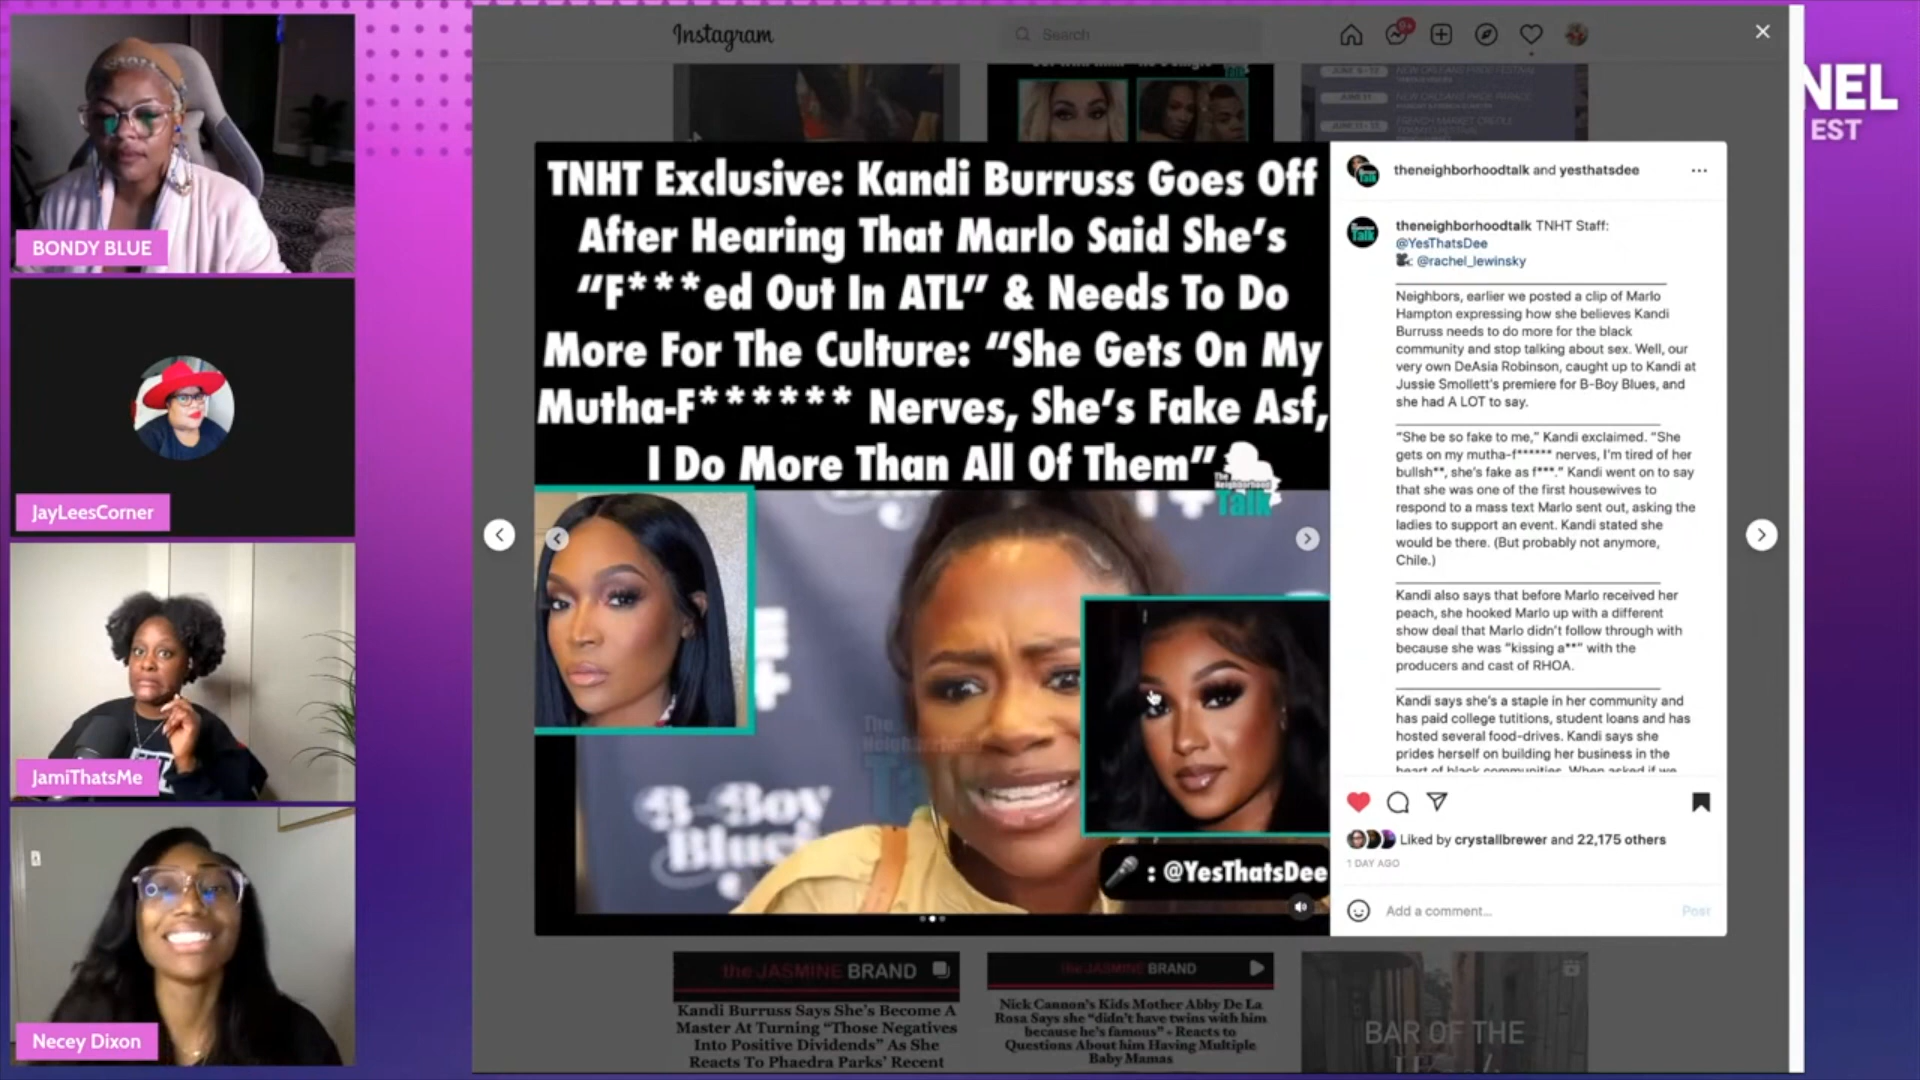 BONDY BLUE
JayLeesCorner
JamiThatsMe
Necey Dixon
Instagram
Search
9+
NEL
EST
TNHT Exclusive: Kandi Burruss Goes Off
After Hearing That Marlo Said She's
"F***ed Out In ATL" & Needs To Do
More For The Culture: "She Gets On My
Mutha-F****** Nerves, She's Fake Asf,
I Do More Than All Of Them"
The
Neighborhood
Talk
B-Boy
: @YesThatsDee
theneighborhoodtalk and yesthatsdee
theneighborhoodtalk TNHT Staff:
@YesThatsDee
: @rachel_lewinsky
Neighbors, earlier we posted a clip of Marlo
Hampton expressing how she believes Kandi
Burruss needs to do more for the black
community and stop talking about sex. Well, our
very own DeAsia Robinson, caught up to Kandi at
Jussie Smollett's premiere for B-Boy Blues, and
she had A LOT to say.
"She be so fake to me," Kandi exclaimed. "She
gets on my mutha-f****** nerves, I'm tired of her
bullsh**, she's fake as f***." Kandi went on to say
that she was one of the first housewives to
respond to a mass text Marlo sent out, asking the
ladies to support an event. Kandi stated she
would be there. (But probably not anymore,
Chile.)
Kandi also says that before Marlo received her
peach, she hooked Marlo up with a different
show deal that Marlo didn't follow through with
because she was "kissing a**" with the
producers and cast of RHOA.
Kandi says she's a staple in her community and
has paid college tutitions, student loans and has
hosted several food-drives. Kandi says she
prides herself on building her business in the
heart of black communities. When asked if we
Liked by crystallbrewer and 22,175 others
1 DAY AGO
Add a comment...
Post
the JASMINE BRAND
Kandi Burruss Says She's Become A
Master At Turning "Those Negatives
Into Positive Dividends" As She
Reacts To Phaedra Parks' Recent
the JASMINE BRAND
Nick Cannon's Kids Mother Abby De La
Rosa Says she "didn't have twins with him
because he's famous" - Reacts to
Questions About him Having Multiple
Baby Mamas
BAR OF THE